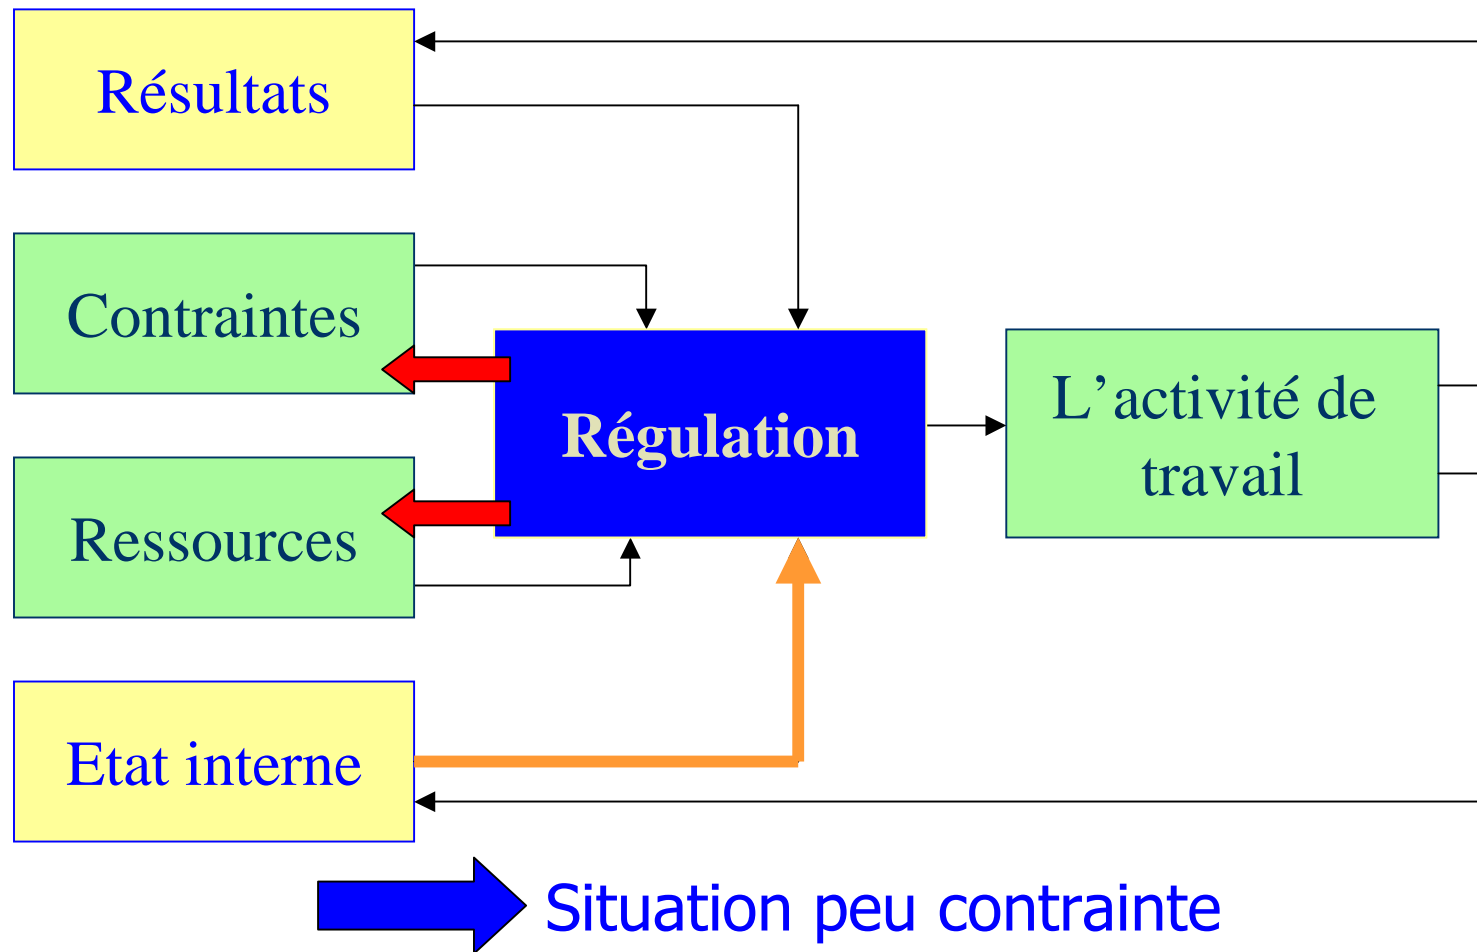 Résultats
Contraintes
Régulation
L’activité de
travail
Ressources
Etat interne
Situation peu contrainte